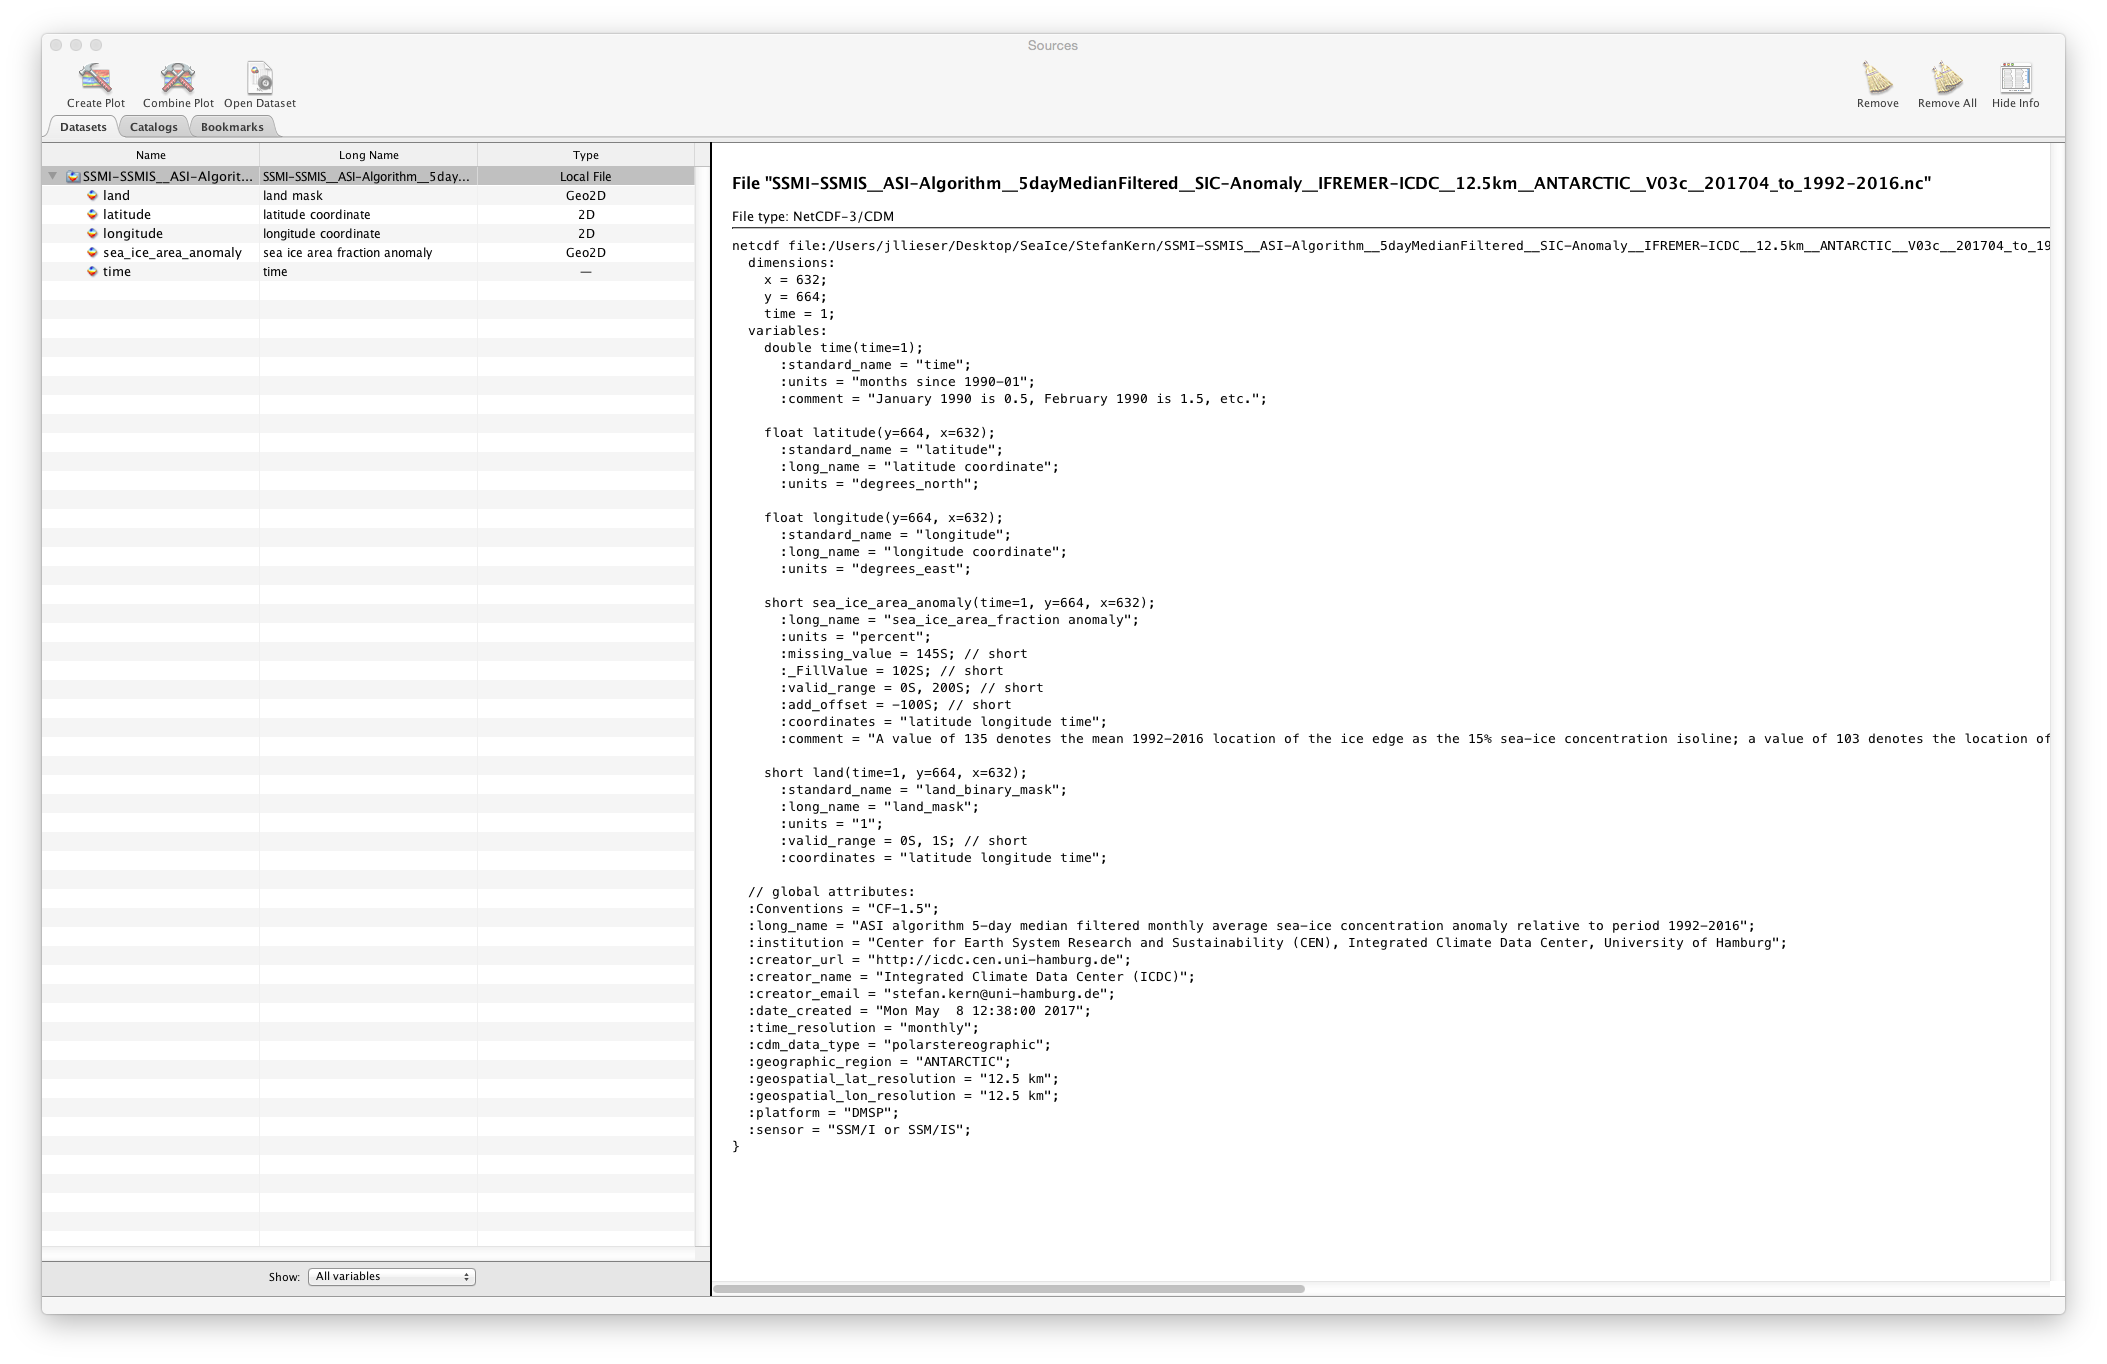 Sources
Create Plot Combine Plot Open Dataset Remove Remove All Hide Info
Datasets Catalogs Bookmarks
Name Long Name Type
SSMI-SSMIS__ASI-Algorit... SSMI-SSMIS__ASI-Algorithm__5day... Local File
land land mask Geo2D
latitude latitude coordinate 2D
longitude longitude coordinate 2D
sea_ice_area_anomaly sea ice area fraction anomaly Geo2D
time time —
Show: All variables
File "SSMI-SSMIS__ASI-Algorithm__5dayMedianFiltered__SIC-Anomaly__IFREMER-ICDC__12.5km__ANTARCTIC__V03c__201704_to_1992-2016.nc"
File type: NetCDF-3/CDM
netcdf file:/Users/jllieser/Desktop/SeaIce/StefanKern/SSMI-SSMIS__ASI-Algorithm__5dayMedianFiltered__SIC-Anomaly__IFREMER-ICDC__12.5km__ANTARCTIC__V03c__201704_to_19
dimensions:
x = 632;
y = 664;
time = 1;
variables:
double time(time=1);
:standard_name = "time";
:units = "months since 1990-01";
:comment = "January 1990 is 0.5, February 1990 is 1.5, etc.";
float latitude(y=664, x=632);
:standard_name = "latitude";
:long_name = "latitude coordinate";
:units = "degrees_north";
float longitude(y=664, x=632);
:standard_name = "longitude";
:long_name = "longitude coordinate";
:units = "degrees_east";
short sea_ice_area_anomaly(time=1, y=664, x=632);
:long_name = "sea_ice_area_fraction anomaly";
:units = "percent";
:missing_value = 145S; // short
:_FillValue = 102S; // short
:valid_range = 0S, 200S; // short
:add_offset = -100S; // short
:coordinates = "latitude longitude time";
:comment = "A value of 135 denotes the mean 1992-2016 location of the ice edge as the 15% sea-ice concentration isoline; a value of 103 denotes the location of
short land(time=1, y=664, x=632);
:standard_name = "land_binary_mask";
:long_name = "land_mask";
:units = "1";
:valid_range = 0S, 1S; // short
:coordinates = "latitude longitude time";
// global attributes:
:Conventions = "CF-1.5";
:long_name = "ASI algorithm 5-day median filtered monthly average sea-ice concentration anomaly relative to period 1992-2016";
:institution = "Center for Earth System Research and Sustainability (CEN), Integrated Climate Data Center, University of Hamburg";
:creator_url = "http://icdc.cen.uni-hamburg.de";
:creator_name = "Integrated Climate Data Center (ICDC)";
:creator_email = "stefan.kern@uni-hamburg.de";
:date_created = "Mon May  8 12:38:00 2017";
:time_resolution = "monthly";
:cdm_data_type = "polarstereographic";
:geographic_region = "ANTARCTIC";
:geospatial_lat_resolution = "12.5 km";
:geospatial_lon_resolution = "12.5 km";
:platform = "DMSP";
:sensor = "SSM/I or SSM/IS";
}